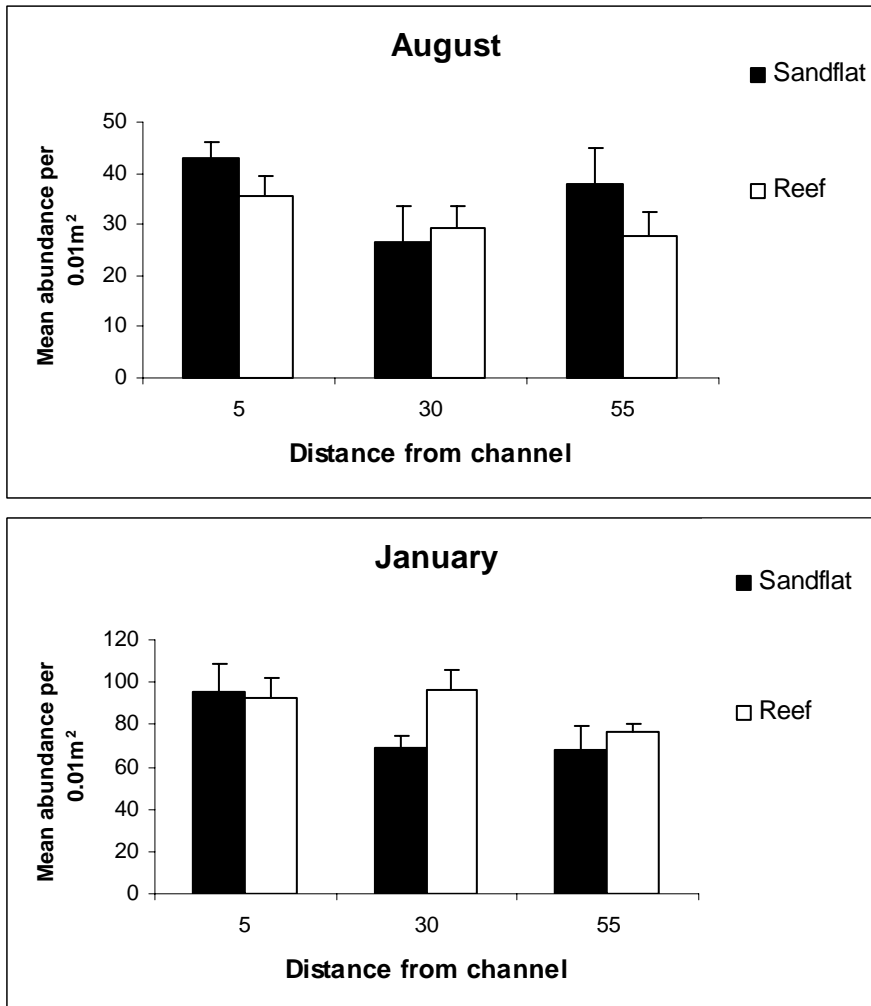 August
Sandflat
Reef
Mean abundance per
0.01m²
50
40
30
20
10
0
5 30 55
Distance from channel
January
Sandflat
Reef
Mean abundance per
0.01m²
120
100
80
60
40
20
0
5 30 55
Distance from channel